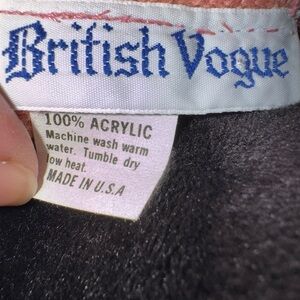 British Vogue
100% ACRYLIC
Machine wash warm
water. Tumble dry
low heat.
MADE IN U.S.A